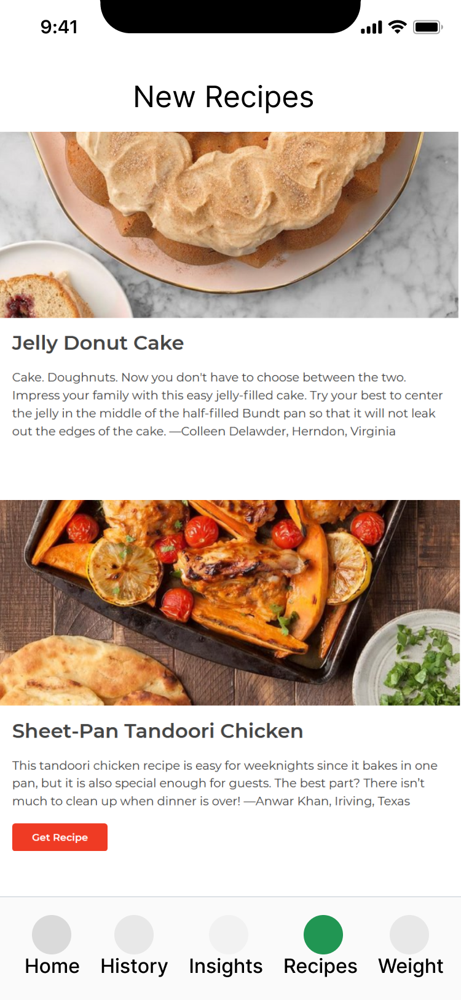 9:41
New Recipes
Jelly Donut Cake
Cake. Doughnuts. Now you don't have to choose between the two.
Impress your family with this easy jelly-filled cake. Try your best to center
the jelly in the middle of the half-filled Bundt pan so that it will not leak
out the edges of the cake. —Colleen Delawder, Herndon, Virginia
Sheet-Pan Tandoori Chicken
This tandoori chicken recipe is easy for weeknights since it bakes in one
pan, but it is also special enough for guests. The best part? There isn’t
much to clean up when dinner is over! —Anwar Khan, Iriving, Texas
Get Recipe
Home History Insights Recipes Weight